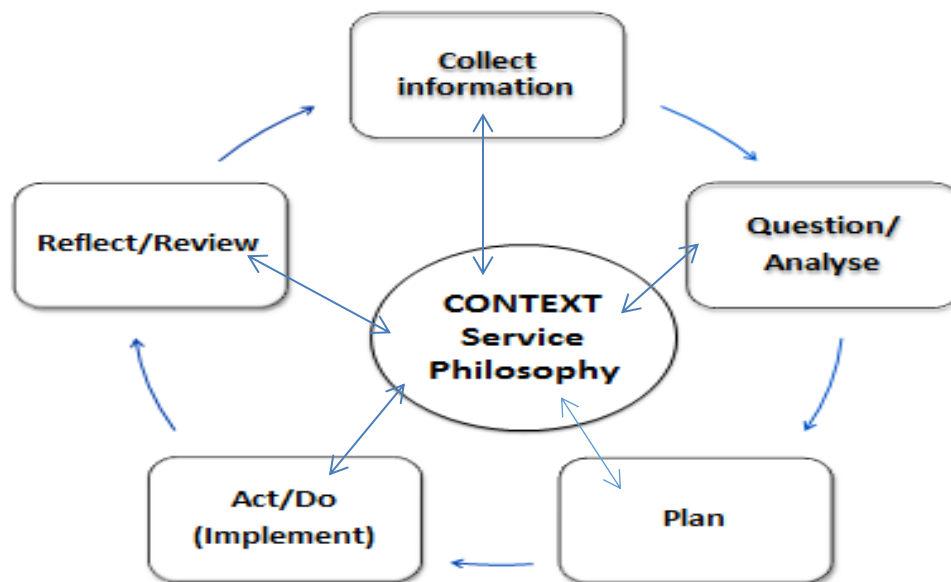 Collect
information
Question/
Analyse
Reflect/Review
CONTEXT
Service
Philosophy
Act/Do
(Implement)
Plan